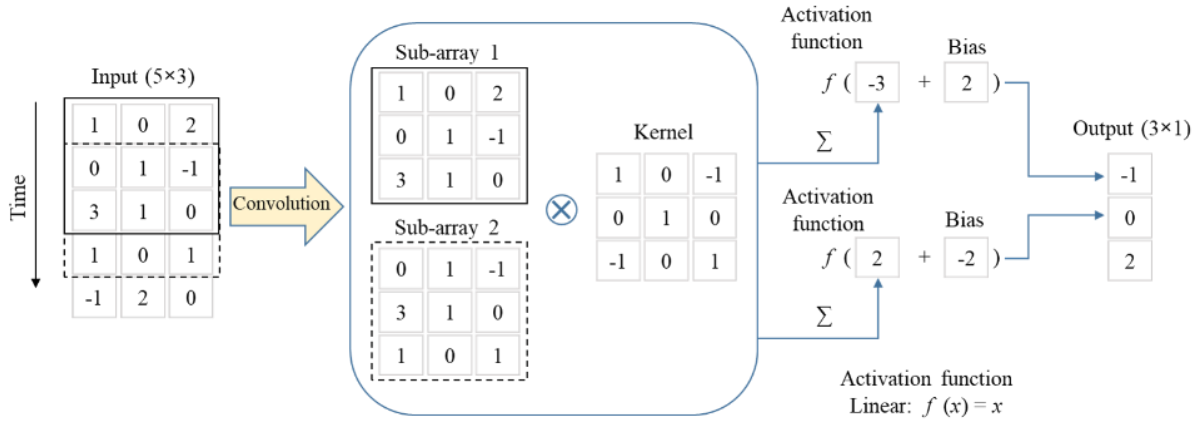 Input (5×3)
Time
1 0 2
0 1 -1
3 1 0
1 0 1
-1 2 0
Convolution
Sub-array 1
1 0 2
0 1 -1
3 1 0
Sub-array 2
0 1 -1
3 1 0
1 0 1
⊗
Kernel
1 0 -1
0 1 0
-1 0 1
Activation
function
Bias
f ( -3 + 2 )
Σ
Activation
function
Bias
f ( 2 + -2 )
Σ
Output (3×1)
-1
0
2
Activation function
Linear: f (x) = x